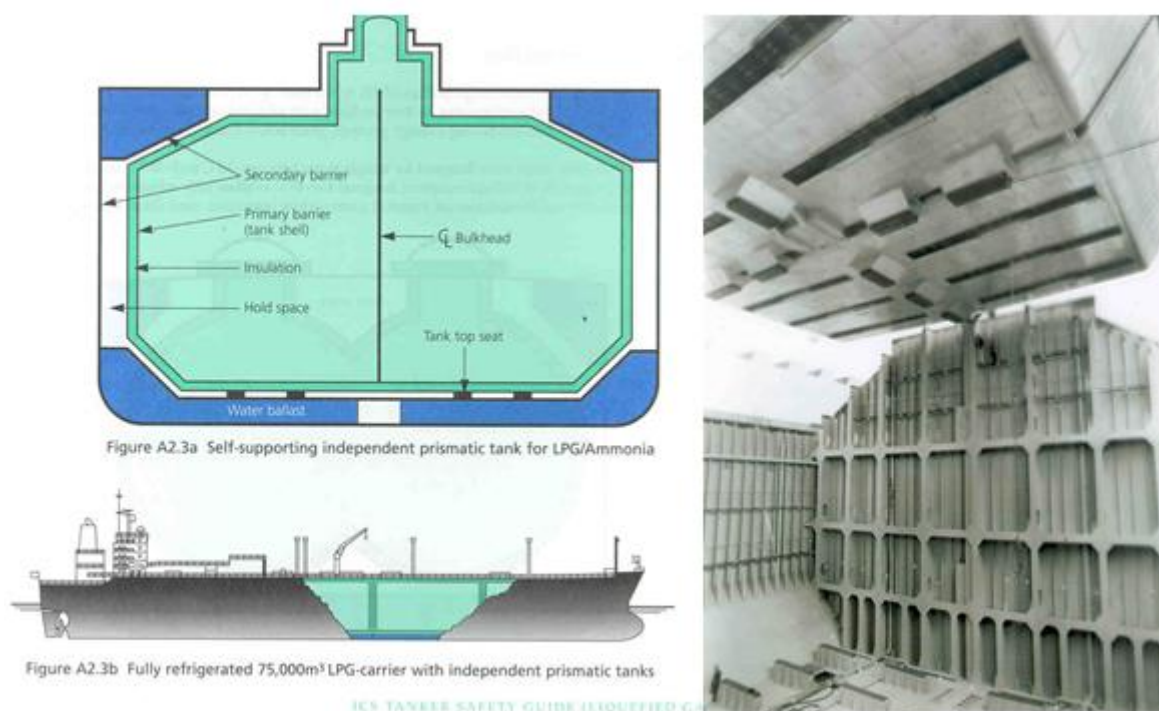 Secondary barrier
Primary barrier
(tank shell)
℄ Bulkhead
Insulation
Hold space
Tank top seat
Water ballast
Figure A2.3a Self-supporting independent prismatic tank for LPG/Ammonia
Figure A2.3b Fully refrigerated 75,000m³ LPG-carrier with independent prismatic tanks
ICS TANKER SAFETY GUIDE (LIQUEFIED GA